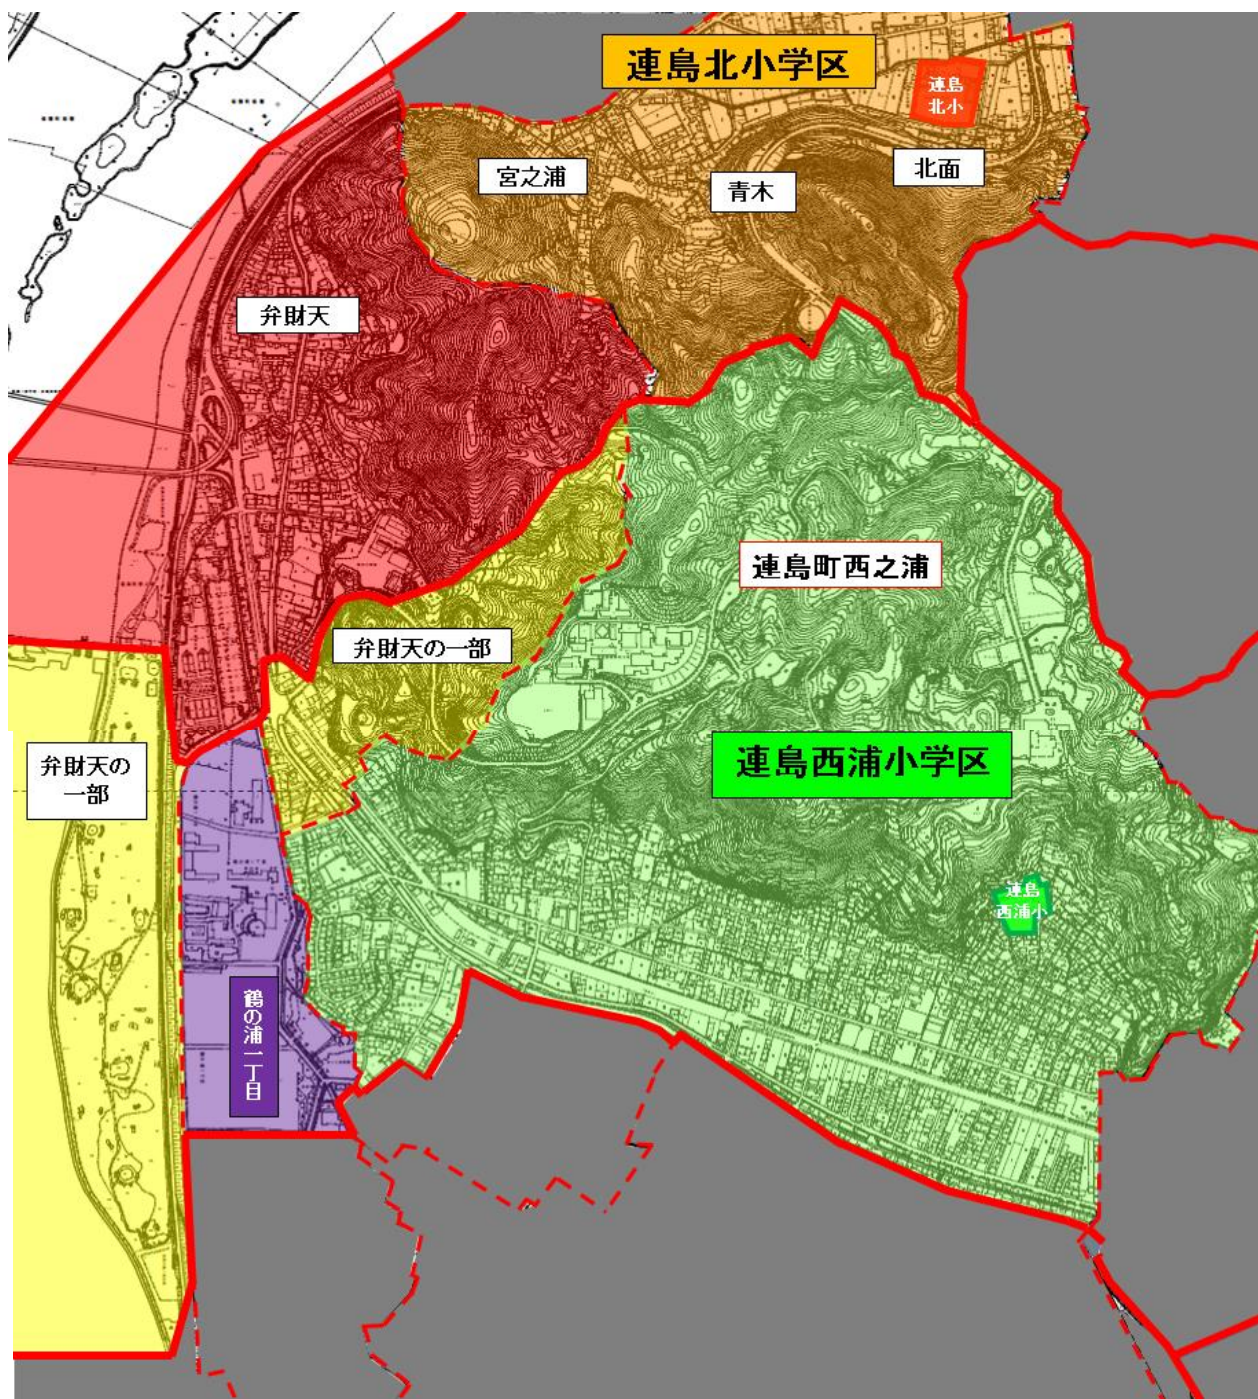 連島北小学区
連島
北小
宮之浦
青木
北面
弁財天
連島町西之浦
弁財天の一部
連島西浦小学区
弁財天の
一部
連島
西浦小
鶴の浦一丁目